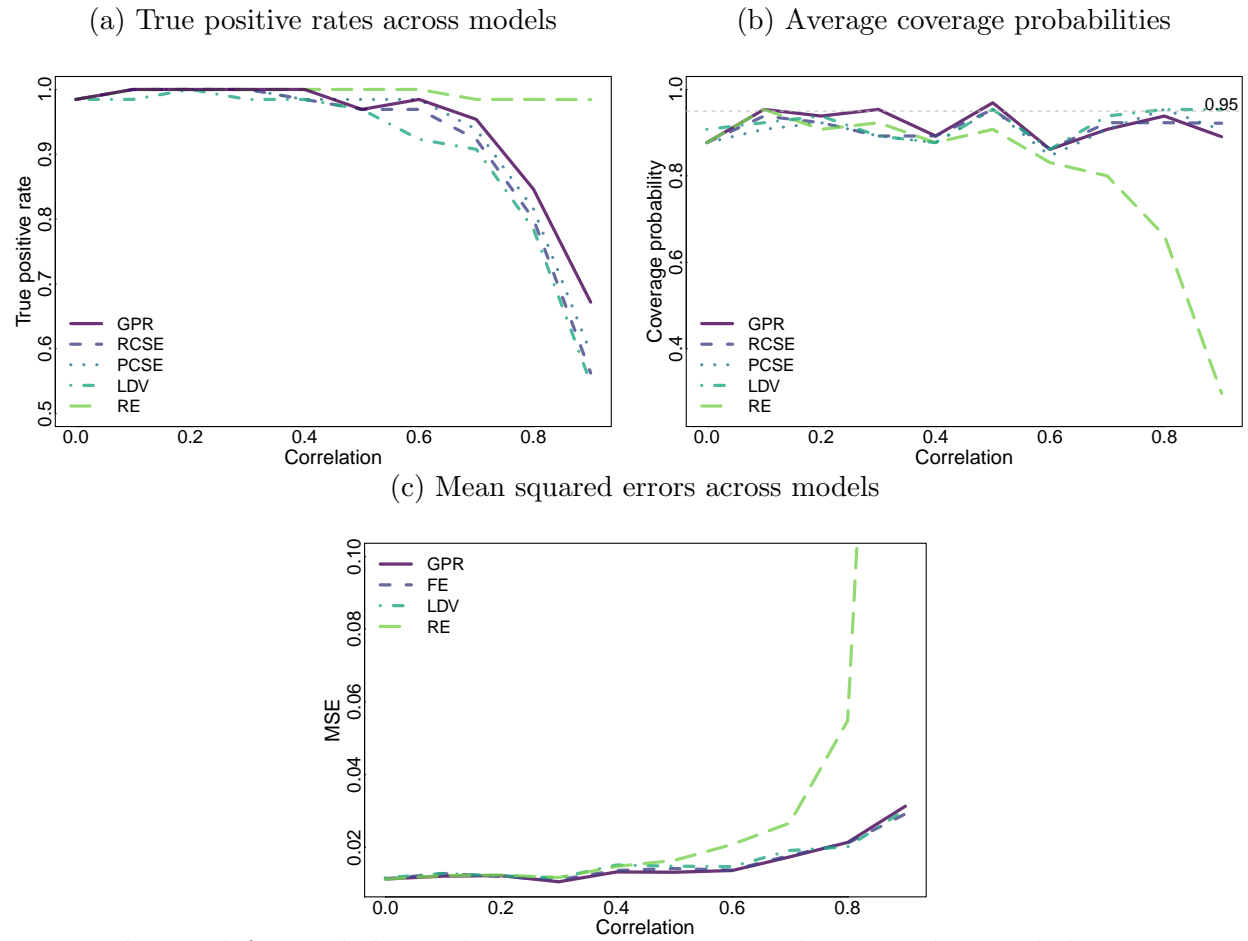 (a) True positive rates across models
True positive rate
1.0
0.9
0.8
0.7
0.6
0.5
GPR
RCSE
PCSE
LDV
RE
0.0 0.2 0.4 0.6 0.8
Correlation
(b) Average coverage probabilities
Coverage probability
1.0
0.8
0.6
0.4
0.95
GPR
RCSE
PCSE
LDV
RE
0.0 0.2 0.4 0.6 0.8
Correlation
(c) Mean squared errors across models
MSE
0.10
0.08
0.06
0.04
0.02
GPR
FE
LDV
RE
0.0 0.2 0.4 0.6 0.8
Correlation